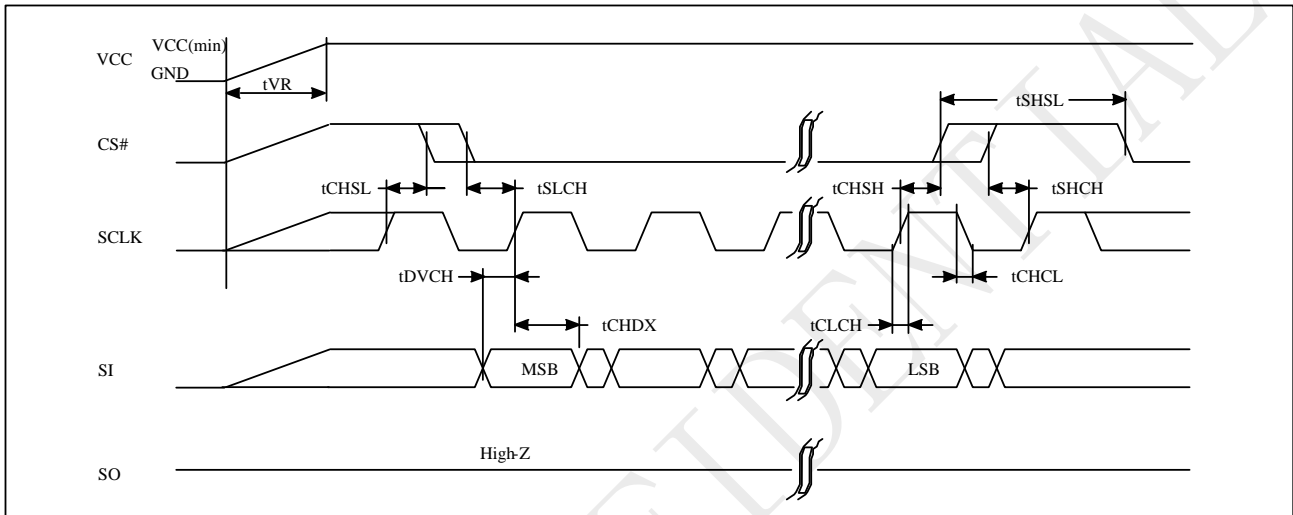 VCC
VCC(min)
GND
tVR
tSHSL
CS#
tCHSL
tSLCH
tCHSH
tSHCH
SCLK
tDVCH
tCHCL
tCHDX
tCLCH
SI
MSB
LSB
High-Z
SO